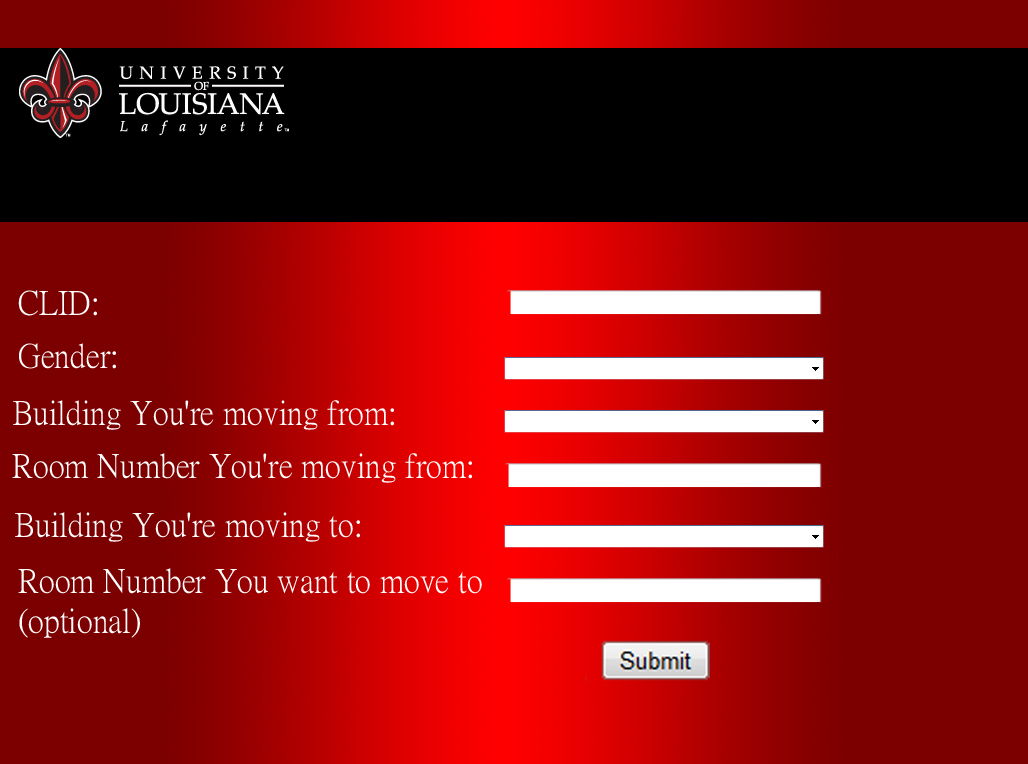 UNIVERSITY
OF
LOUISIANA
Lafayette™
CLID:
Gender:
Building You're moving from:
Room Number You're moving from:
Building You're moving to:
Room Number You want to move to
(optional)
Submit